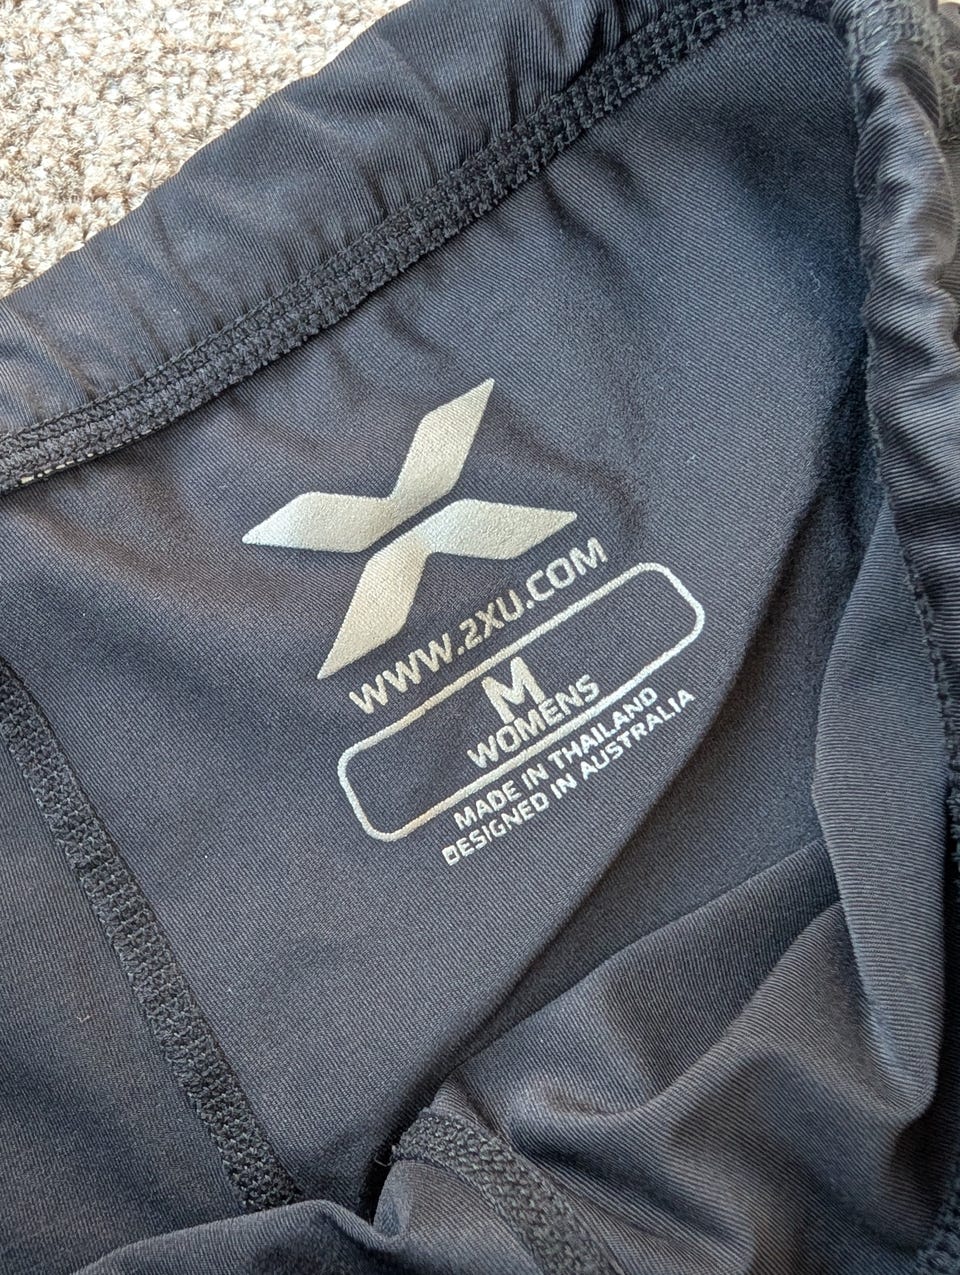 WWW.2XU.COM
M
WOMENS
MADE IN THAILAND
DESIGNED IN AUSTRALIA